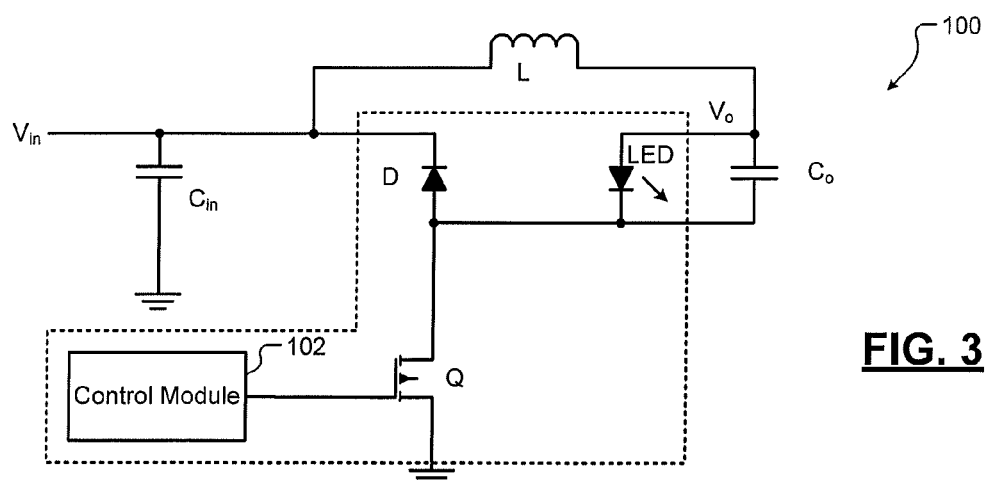 100
L
Vin
Vo
D
LED
Cin
Co
102
Control Module
Q
FIG. 3